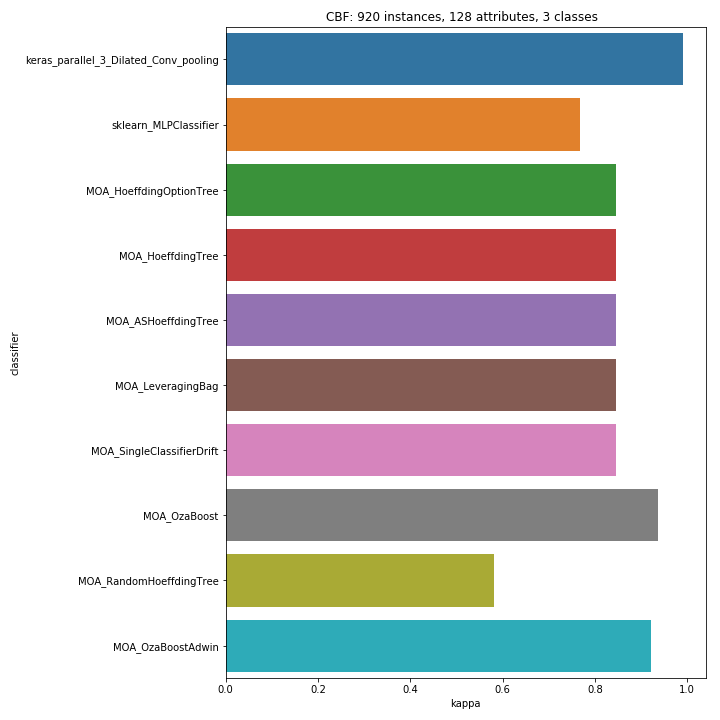 CBF: 920 instances, 128 attributes, 3 classes
keras_parallel_3_Dilated_Conv_pooling
sklearn_MLPClassifier
MOA_HoeffdingOptionTree
MOA_HoeffdingTree
MOA_ASHoeffdingTree
MOA_LeveragingBag
MOA_SingleClassifierDrift
MOA_OzaBoost
MOA_RandomHoeffdingTree
MOA_OzaBoostAdwin
classifier
0.0 0.2 0.4 0.6 0.8 1.0
kappa